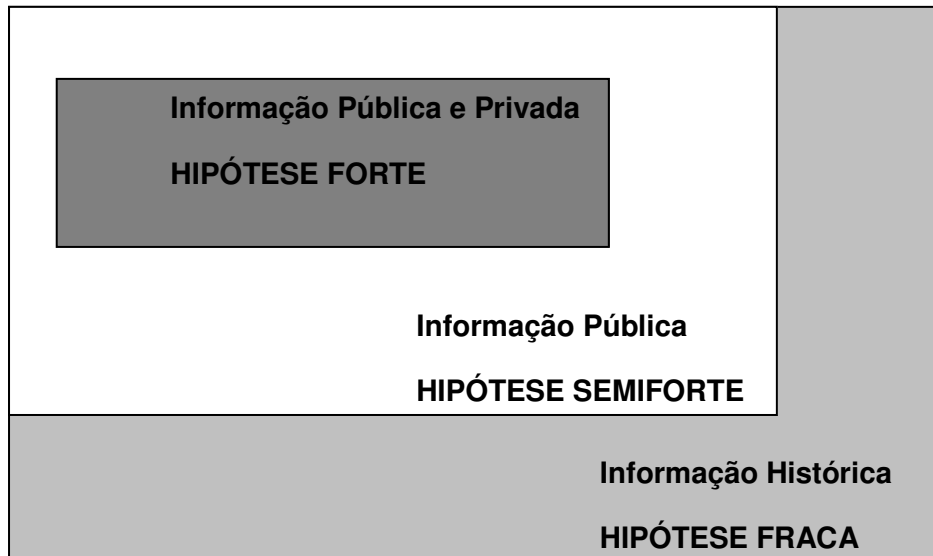 Informação Pública e Privada
HIPÓTESE FORTE
Informação Pública
HIPÓTESE SEMIFORTE
Informação Histórica
HIPÓTESE FRACA